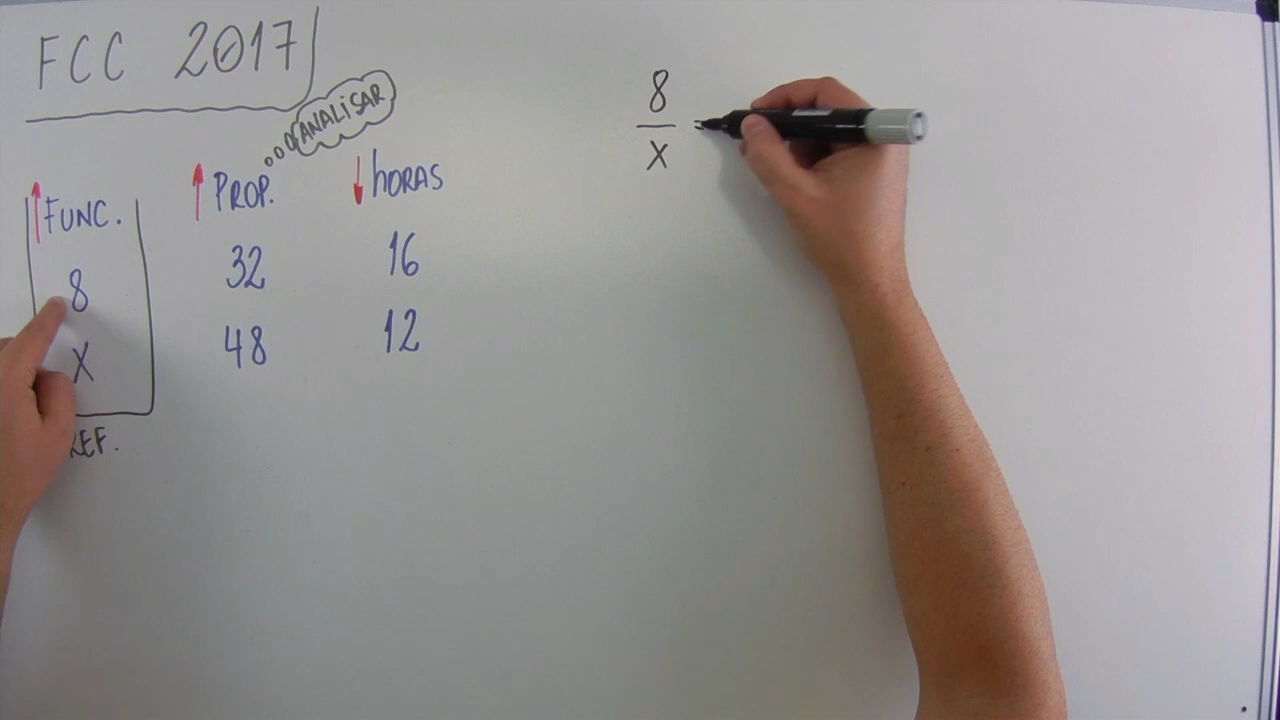 FCC 2017
ANALISAR
FUNC. PROP. hORAS
8 32 16
X 48 12
REF.
8
X
=